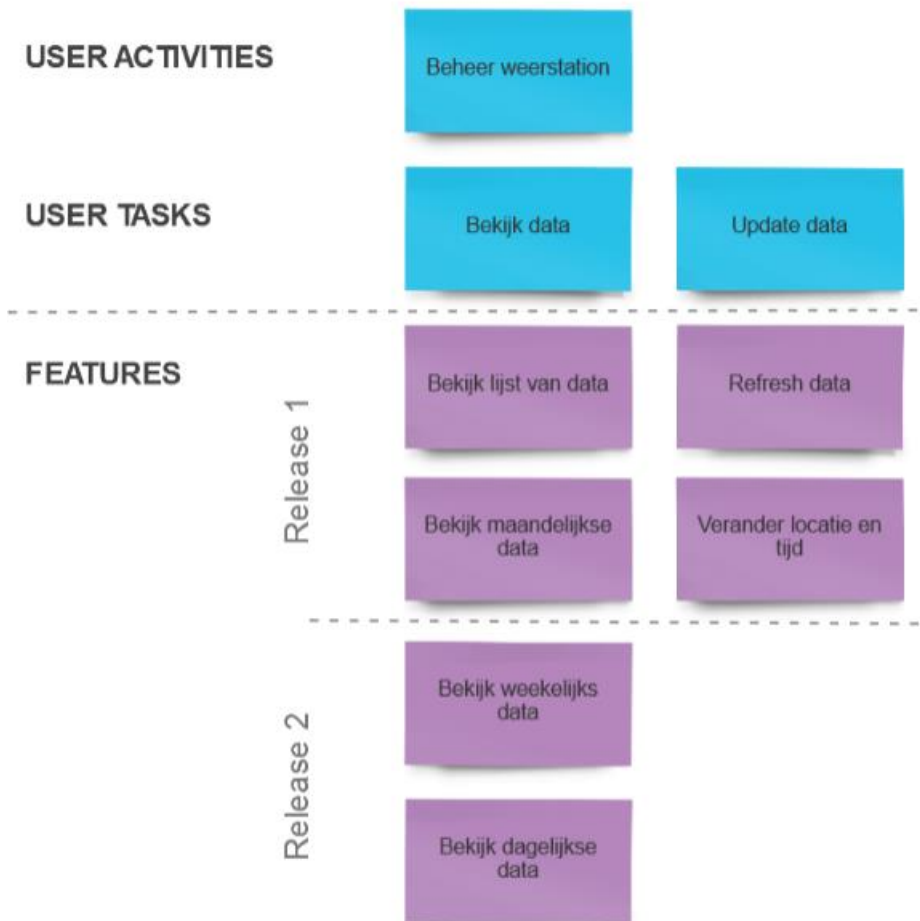 USER ACTIVITIES
Beheer weerstation
USER TASKS
Bekijk data
Update data
FEATURES
Release 1
Bekijk lijst van data
Refresh data
Bekijk maandelijkse
data
Verander locatie en
tijd
Release 2
Bekijk weekelijks
data
Bekijk dagelijkse
data